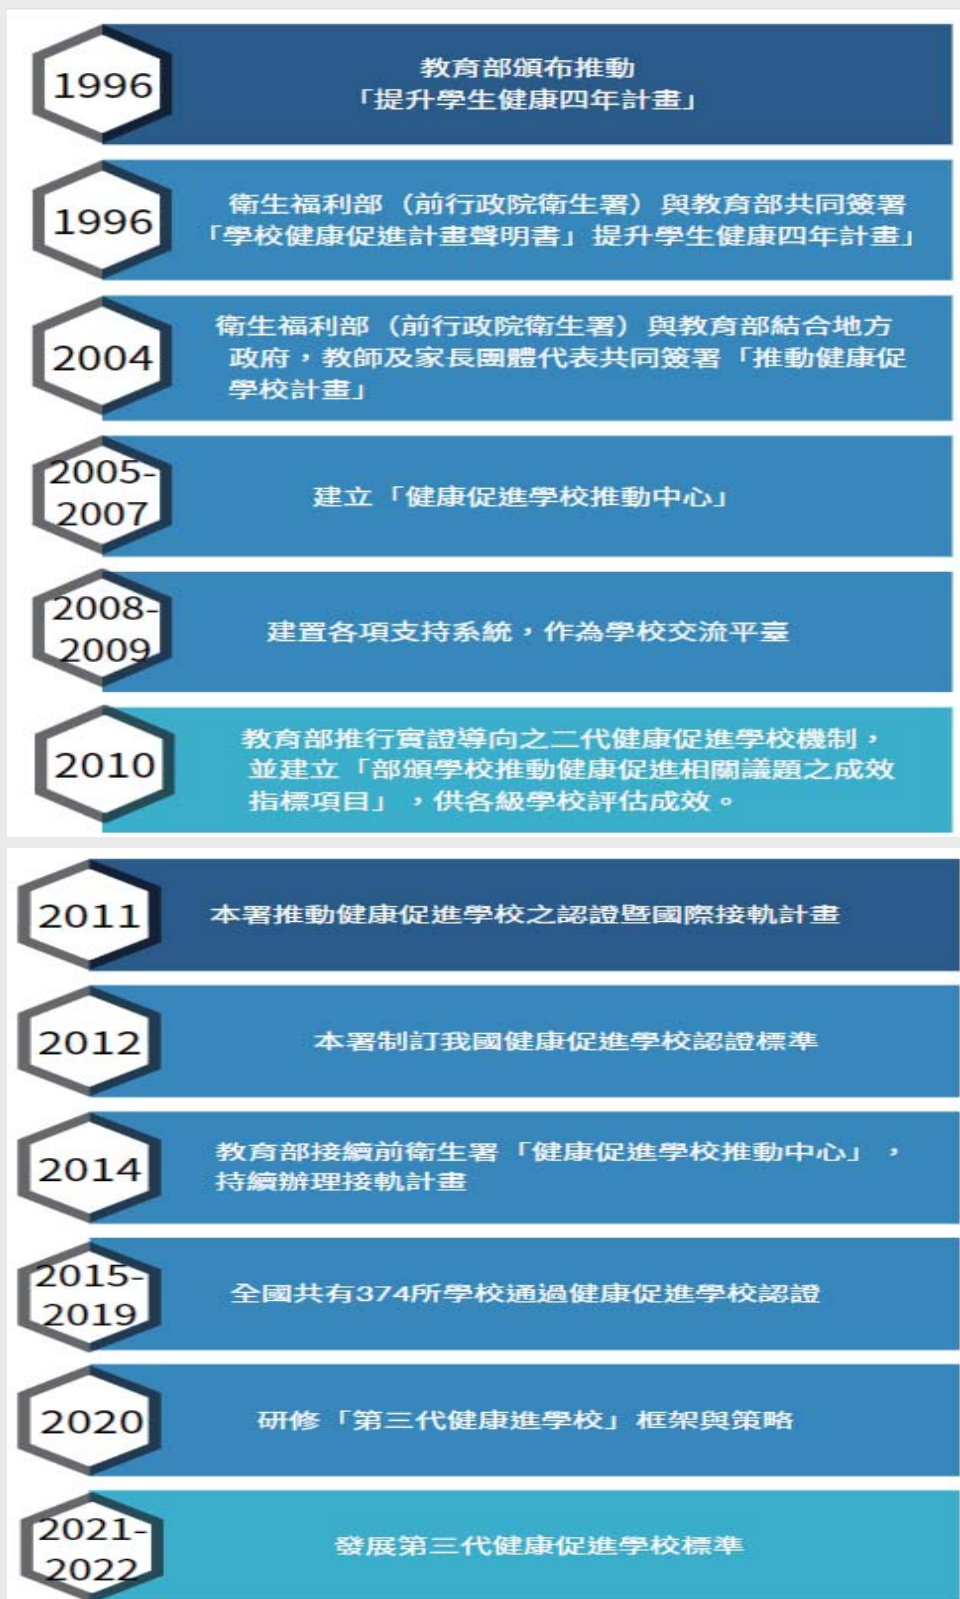 1996
教育部頒布推動
「提升學生健康四年計畫」
1996
衛生福利部（前行政院衛生署）與教育部共同簽署
「學校健康促進計畫聲明書」提升學生健康四年計畫」
2004
衛生福利部（前行政院衛生署）與教育部結合地方
政府，教師及家長團體代表共同簽署「推動健康促
學校計畫」
2005-
2007
建立「健康促進學校推動中心」
2008-
2009
建置各項支持系統，作為學校交流平臺
2010
教育部推行實證導向之二代健康促進學校機制，
並建立「部頒學校推動健康促進相關議題之成效
指標項目」，供各級學校評估成效。
2011
本署推動健康促進學校之認證暨國際接軌計畫
2012
本署制訂我國健康促進學校認證標準
2014
教育部接續前衛生署「健康促進學校推動中心」，
持續辦理接軌計畫
2015-
2019
全國共有374所學校通過健康促進學校認證
2020
研修「第三代健康進學校」框架與策略
2021-
2022
發展第三代健康促進學校標準